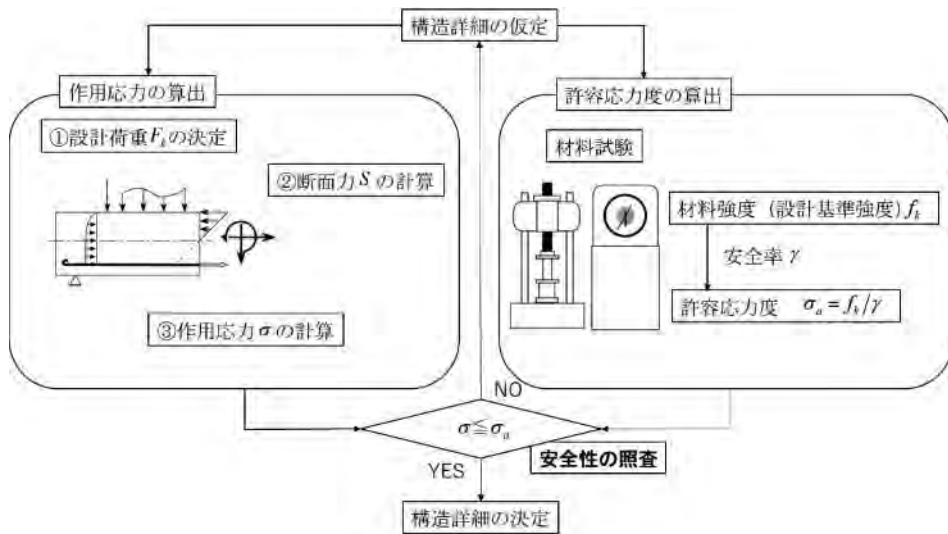 構造詳細の仮定
作用応力の算出
①設計荷重Fkの決定
②断面力 S の計算
③作用応力σの計算
許容応力度の算出
材料試験
材料強度 (設計基準強度) fk
安全率 γ
許容応力度 σa = fk/γ
NO
σ≦σa
安全性の照査
YES
構造詳細の決定